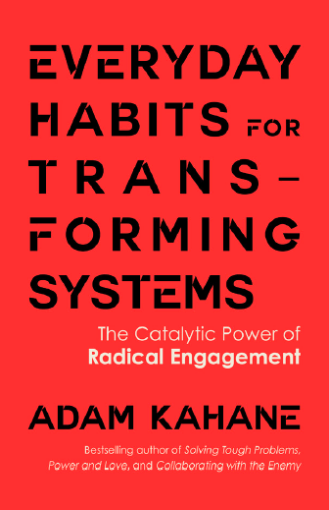 EVERYDAY
HABITS FOR
TRANS–
FORMING
SYSTEMS
The Catalytic Power of
Radical Engagement
ADAM KAHANE
Bestselling author of Solving Tough Problems,
Power and Love, and Collaborating with the Enemy